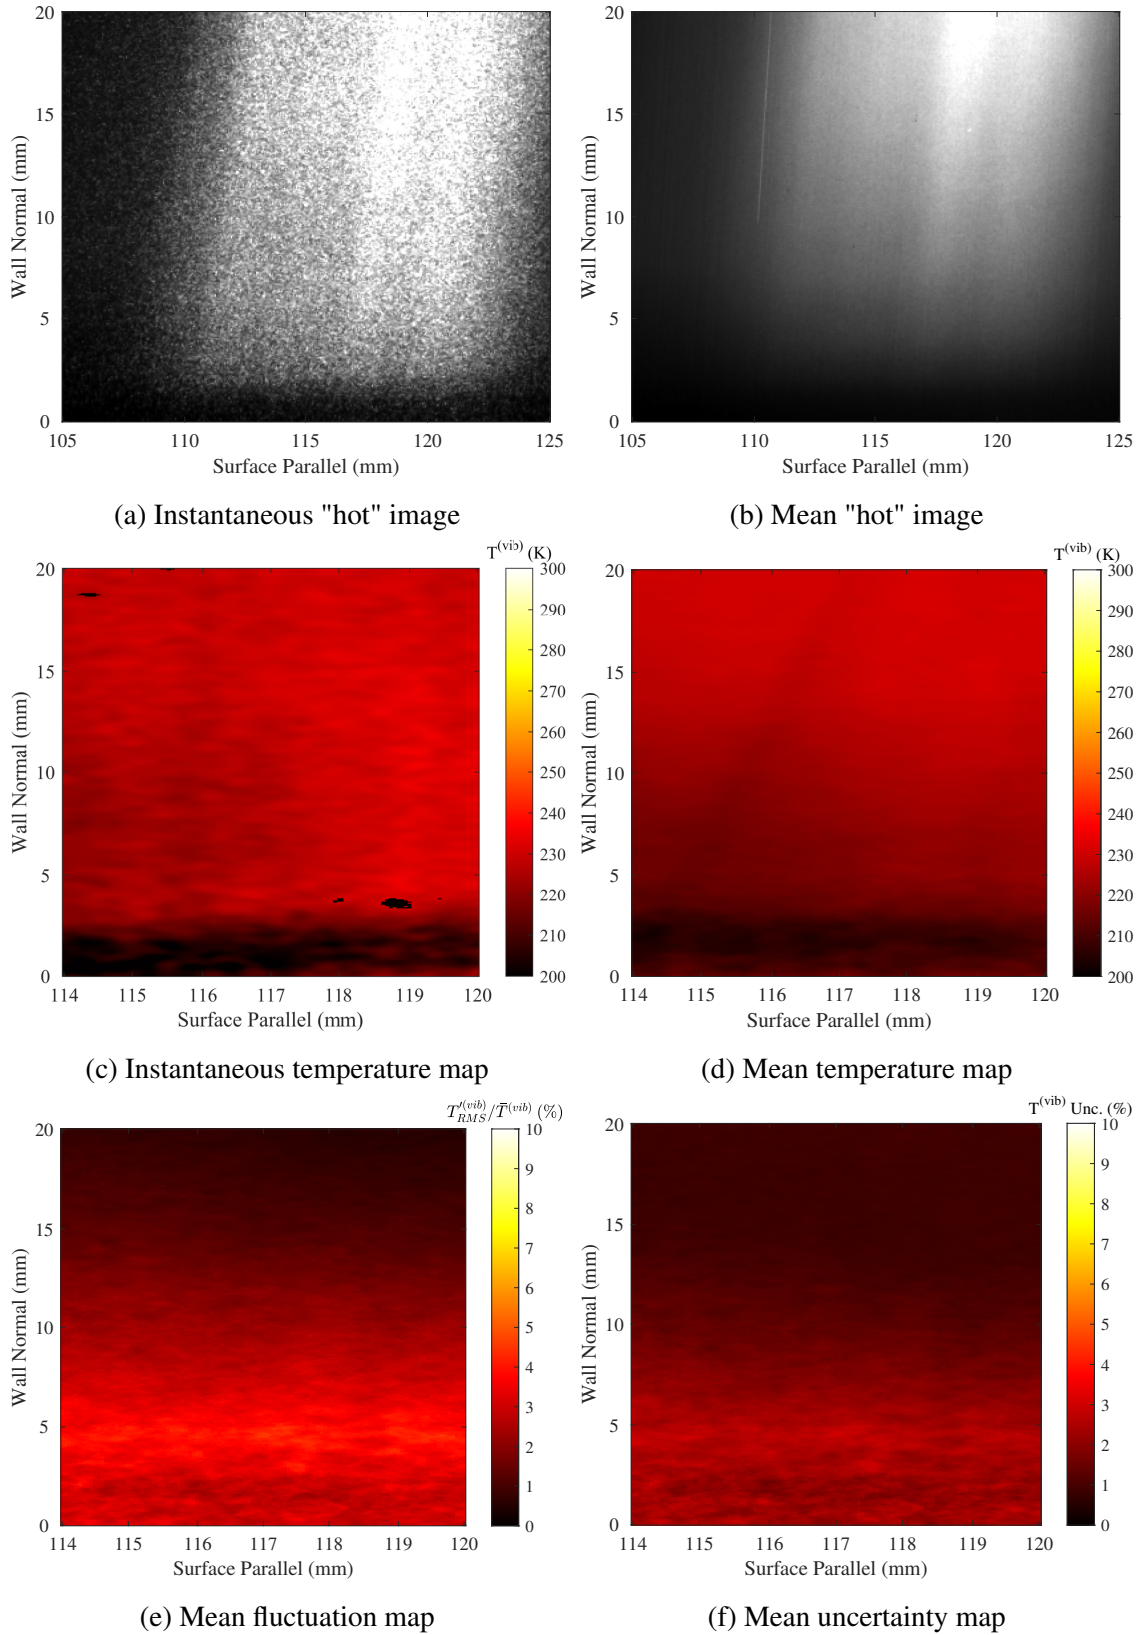 20
15
10
5
0
Wall Normal (mm)
105 110 115 120 125
Surface Parallel (mm)
(a) Instantaneous "hot" image
20
15
10
5
0
Wall Normal (mm)
105 110 115 120 125
Surface Parallel (mm)
(b) Mean "hot" image
T(vib) (K)
20
15
10
5
0
Wall Normal (mm)
300
290
280
270
260
250
240
230
220
210
200
114 115 116 117 118 119 120
Surface Parallel (mm)
(c) Instantaneous temperature map
T(vib) (K)
20
15
10
5
0
Wall Normal (mm)
300
290
280
270
260
250
240
230
220
210
200
114 115 116 117 118 119 120
Surface Parallel (mm)
(d) Mean temperature map
T′(vib)RMS/T̄(vib) (%)
20
15
10
5
0
Wall Normal (mm)
10
9
8
7
6
5
4
3
2
1
0
114 115 116 117 118 119 120
Surface Parallel (mm)
(e) Mean fluctuation map
T(vib) Unc. (%)
20
15
10
5
0
Wall Normal (mm)
10
9
8
7
6
5
4
3
2
1
0
114 115 116 117 118 119 120
Surface Parallel (mm)
(f) Mean uncertainty map